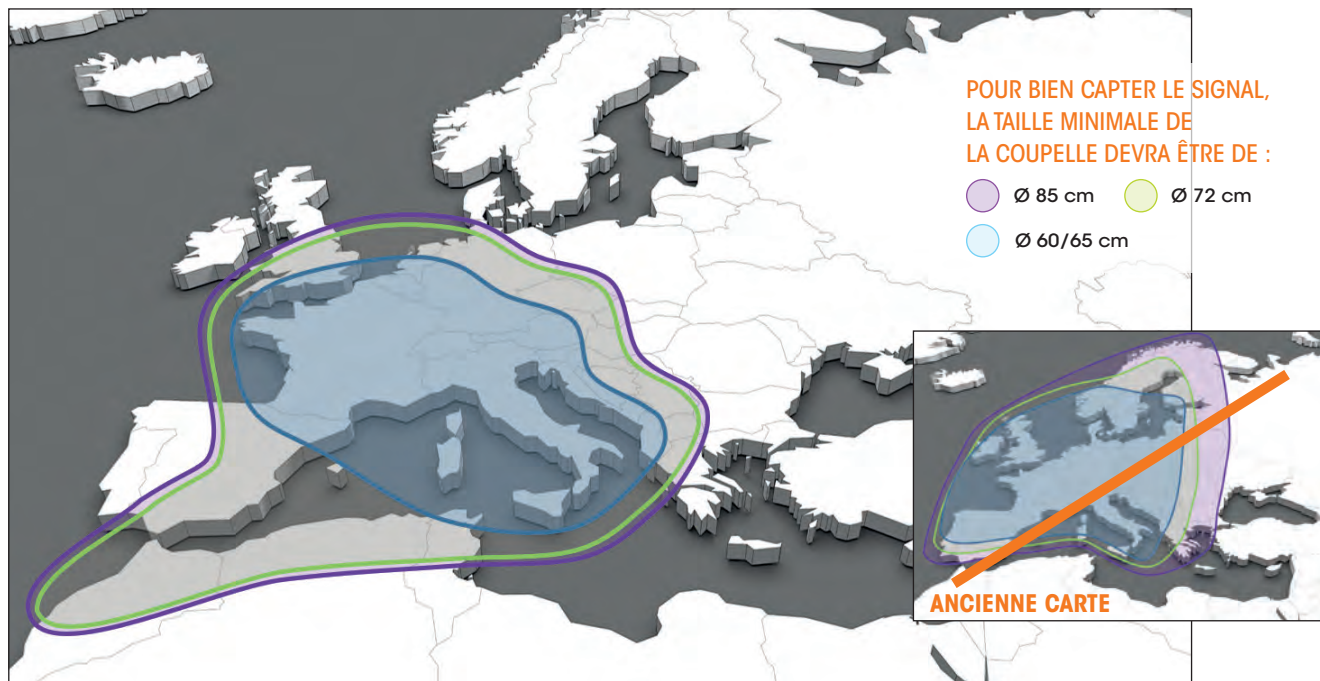 POUR BIEN CAPTER LE SIGNAL,
LA TAILLE MINIMALE DE
LA COUPELLE DEVRA ÊTRE DE :
Ø 85 cm
Ø 72 cm
Ø 60/65 cm
ANCIENNE CARTE